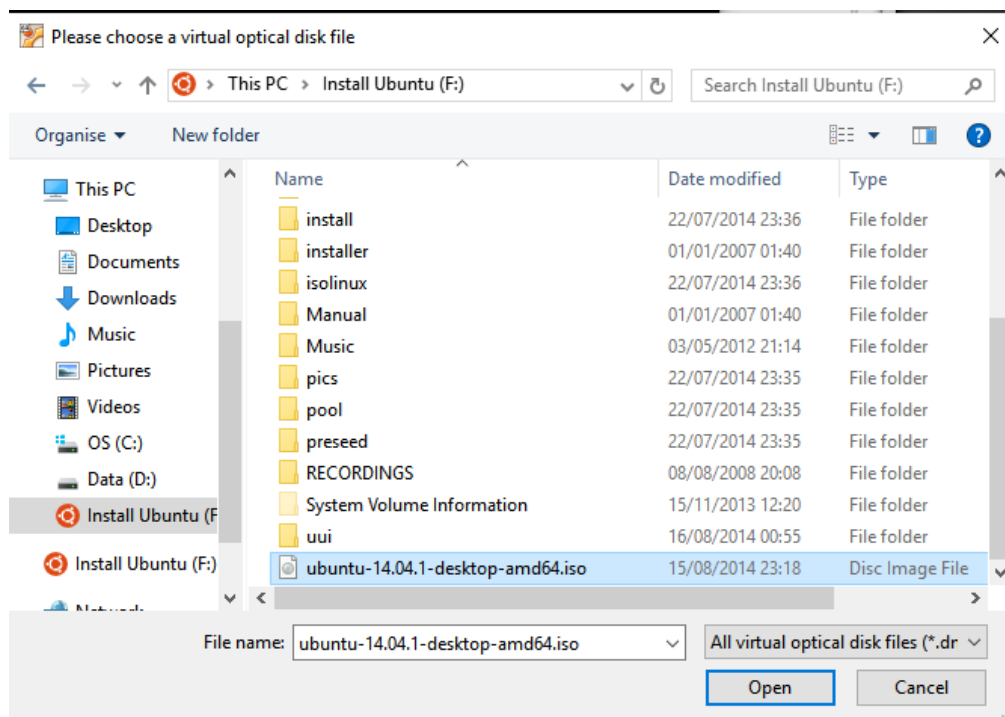 Please choose a virtual optical disk file
This PC > Install Ubuntu (F:)
Search Install Ubuntu (F:)
Organise
New folder
?
This PC
Desktop
Documents
Downloads
Music
Pictures
Videos
OS (C:)
Data (D:)
Install Ubuntu (F
Install Ubuntu (F:)
Name Date modified Type
install 22/07/2014 23:36 File folder
installer 01/01/2007 01:40 File folder
isolinux 22/07/2014 23:36 File folder
Manual 01/01/2007 01:40 File folder
Music 03/05/2012 21:14 File folder
pics 22/07/2014 23:35 File folder
pool 22/07/2014 23:35 File folder
preseed 22/07/2014 23:35 File folder
RECORDINGS 08/08/2008 20:08 File folder
System Volume Information 15/11/2013 12:20 File folder
uui 16/08/2014 00:55 File folder
ubuntu-14.04.1-desktop-amd64.iso 15/08/2014 23:18 Disc Image File
File name: ubuntu-14.04.1-desktop-amd64.iso
All virtual optical disk files (*.dr
Open
Cancel